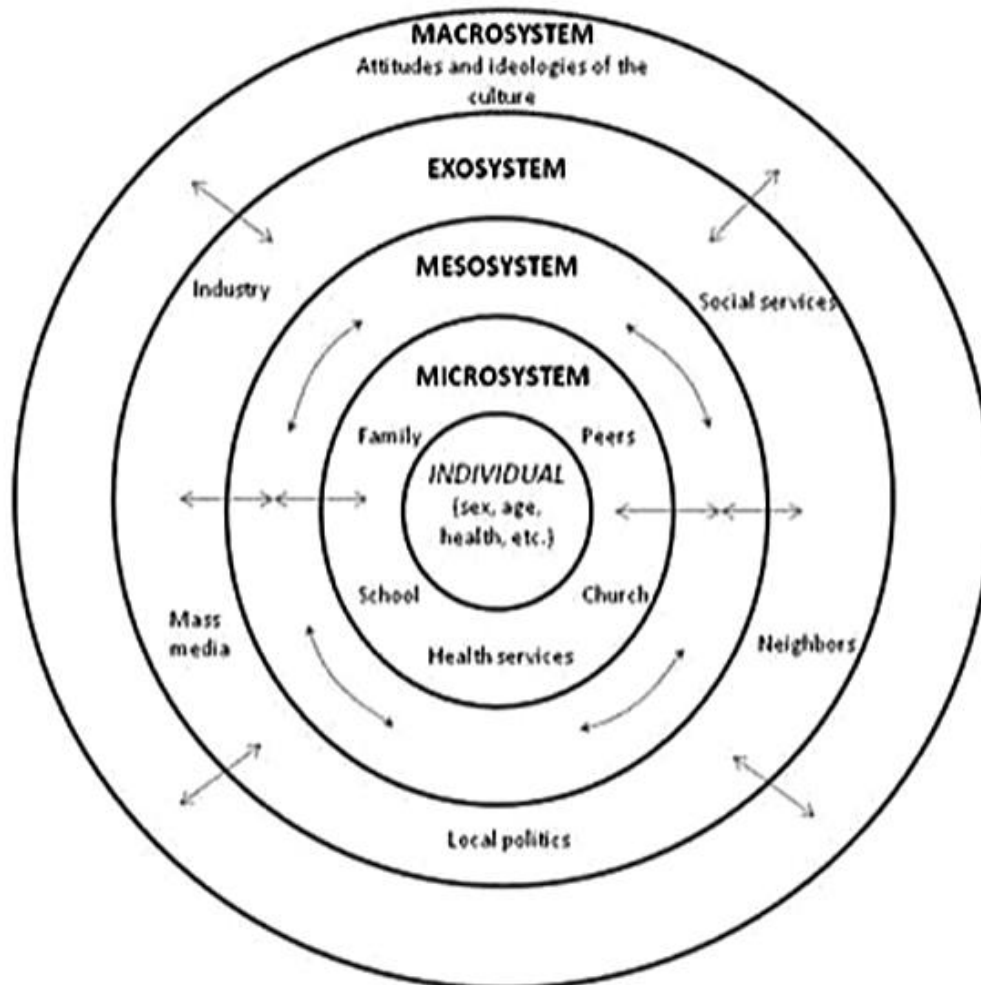 MACROSYSTEM
Attitudes and ideologies of the
culture
EXOSYSTEM
MESOSYSTEM
Industry
Social services
MICROSYSTEM
Family
Peers
INDIVIDUAL
{sex, age,
health, etc.}
School
Church
Mass
media
Health services
Neighbors
Local politics